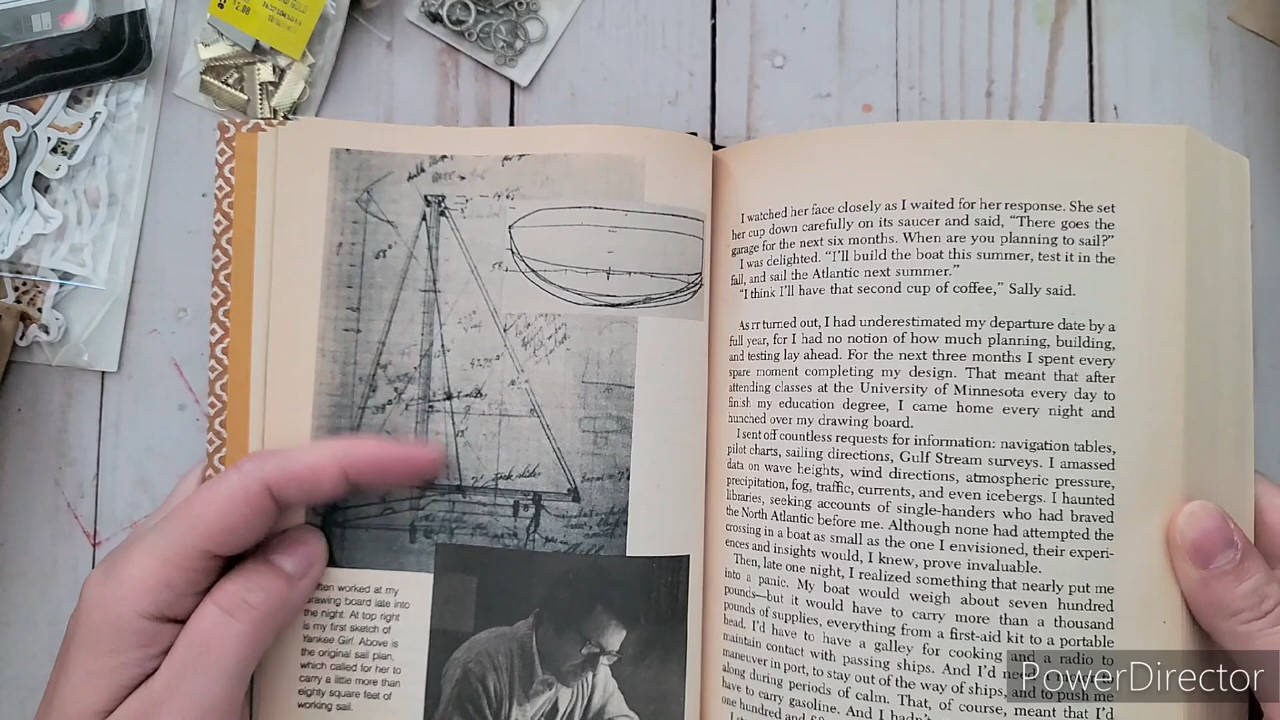 I watched her face closely as I waited for her response. She set
her cup down carefully on its saucer and said, “There goes the
garage for the next six months. When are you planning to sail?”
I was delighted. “I’ll build the boat this summer, test it in the
fall, and sail the Atlantic next summer.”
“I think I’ll have that second cup of coffee,” Sally said.
As it turned out, I had underestimated my departure date by a
full year, for I had no notion of how much planning, building,
and testing lay ahead. For the next three months I spent every
spare moment completing my design. That meant that after
attending classes at the University of Minnesota every day to
finish my education degree, I came home every night and
hunched over my drawing board.
I sent off countless requests for information: navigation tables,
pilot charts, sailing directions, Gulf Stream surveys. I amassed
data on wave heights, wind directions, atmospheric pressure,
precipitation, fog, traffic, currents, and even icebergs. I haunted
libraries, seeking accounts of single-handers who had braved
the North Atlantic before me. Although none had attempted the
crossing in a boat as small as the one I envisioned, their experi-
ences and insights would, I knew, prove invaluable.
Then, late one night, I realized something that nearly put me
into a panic. My boat would weigh about seven hundred
pounds—but it would have to carry more than a thousand
pounds of supplies, everything from a first-aid kit to a portable
head. I’d have to have a galley for cooking and a radio to
maintain contact with passing ships. And I’d
maneuver in port, to stay out of the way of ships, and to push me
along during periods of calm. That, of course, meant that I’d
have to carry gasoline. And I
one hundred and
often worked at my
drawing board late into
the night. At top right
is my first sketch of
Yankee Girl. Above is
the original sail plan,
which called for her to
carry a little more than
eighty square feet of
working sail.
PowerDirector